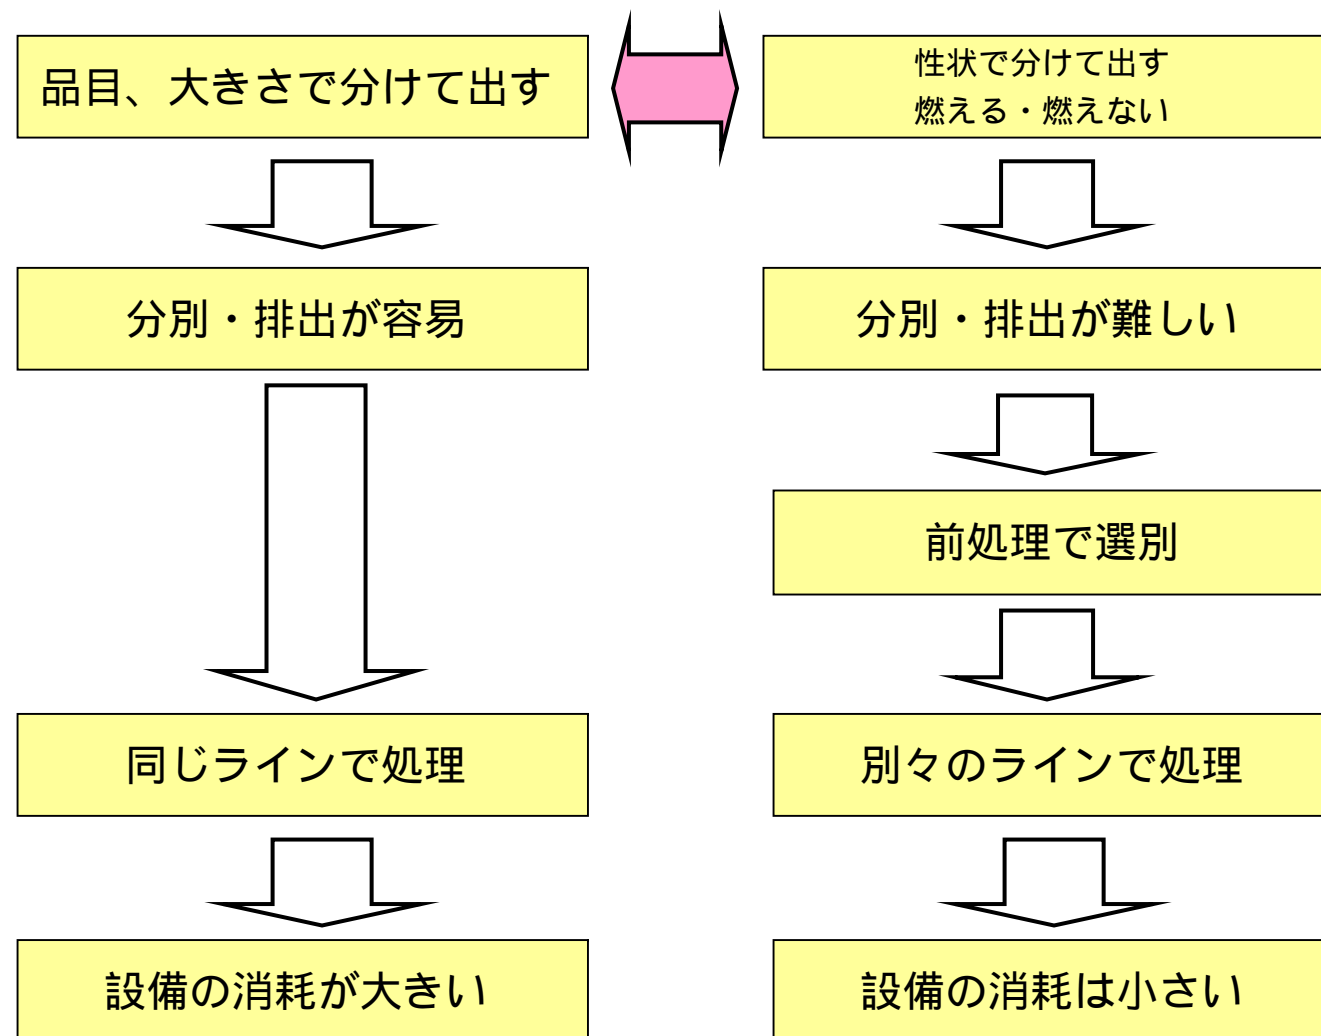 品目、大きさで分けて出す
性状で分けて出す
燃える・燃えない
分別・排出が容易
分別・排出が難しい
前処理で選別
同じラインで処理
別々のラインで処理
設備の消耗が大きい
設備の消耗は小さい